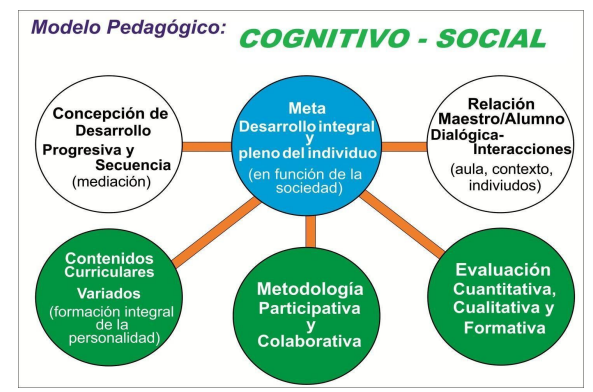 Modelo Pedagógico: COGNITIVO - SOCIAL
Concepción de
Desarrollo
Progresiva y
Secuencia
(mediación)
Meta
Desarrollo integral
y
pleno del individuo
(en función de la
sociedad)
Relación
Maestro/Alumno
Dialógica-
Interacciones
(aula, contexto,
indiviudos)
Contenidos
Curriculares
Variados
(formación integral
de la
personalidad)
Metodología
Participativa
y
Colaborativa
Evaluación
Cuantitativa,
Cualitativa y
Formativa